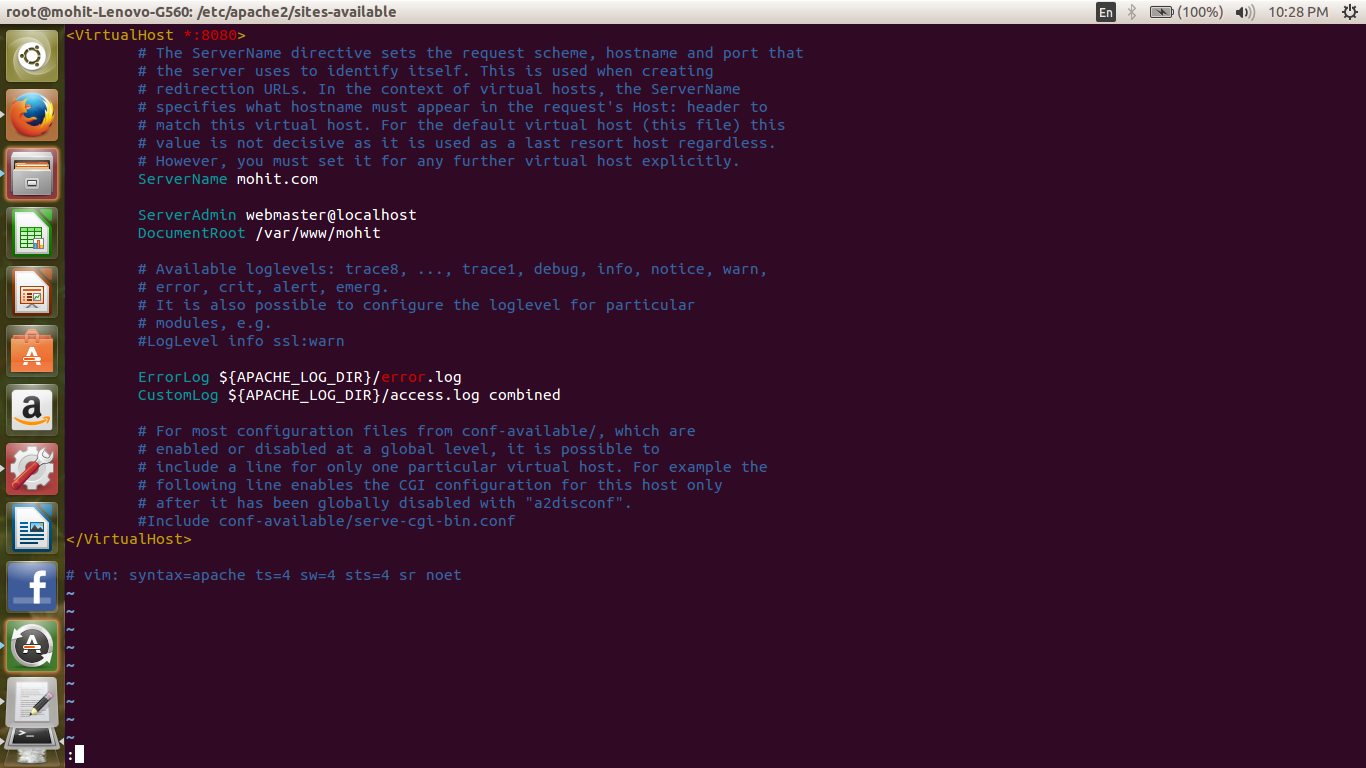 root@mohit-Lenovo-G560: /etc/apache2/sites-available
En
(100%)
10:28 PM
<VirtualHost *:8080>
# The ServerName directive sets the request scheme, hostname and port that
# the server uses to identify itself. This is used when creating
# redirection URLs. In the context of virtual hosts, the ServerName
# specifies what hostname must appear in the request's Host: header to
# match this virtual host. For the default virtual host (this file) this
# value is not decisive as it is used as a last resort host regardless.
# However, you must set it for any further virtual host explicitly.
ServerName mohit.com
ServerAdmin webmaster@localhost
DocumentRoot /var/www/mohit
# Available loglevels: trace8, ..., trace1, debug, info, notice, warn,
# error, crit, alert, emerg.
# It is also possible to configure the loglevel for particular
# modules, e.g.
#LogLevel info ssl:warn
ErrorLog ${APACHE_LOG_DIR}/error.log
CustomLog ${APACHE_LOG_DIR}/access.log combined
# For most configuration files from conf-available/, which are
# enabled or disabled at a global level, it is possible to
# include a line for only one particular virtual host. For example the
# following line enables the CGI configuration for this host only
# after it has been globally disabled with "a2disconf".
#Include conf-available/serve-cgi-bin.conf
</VirtualHost>
# vim: syntax=apache ts=4 sw=4 sts=4 sr noet
~
~
~
~
~
~
~
~
~
: